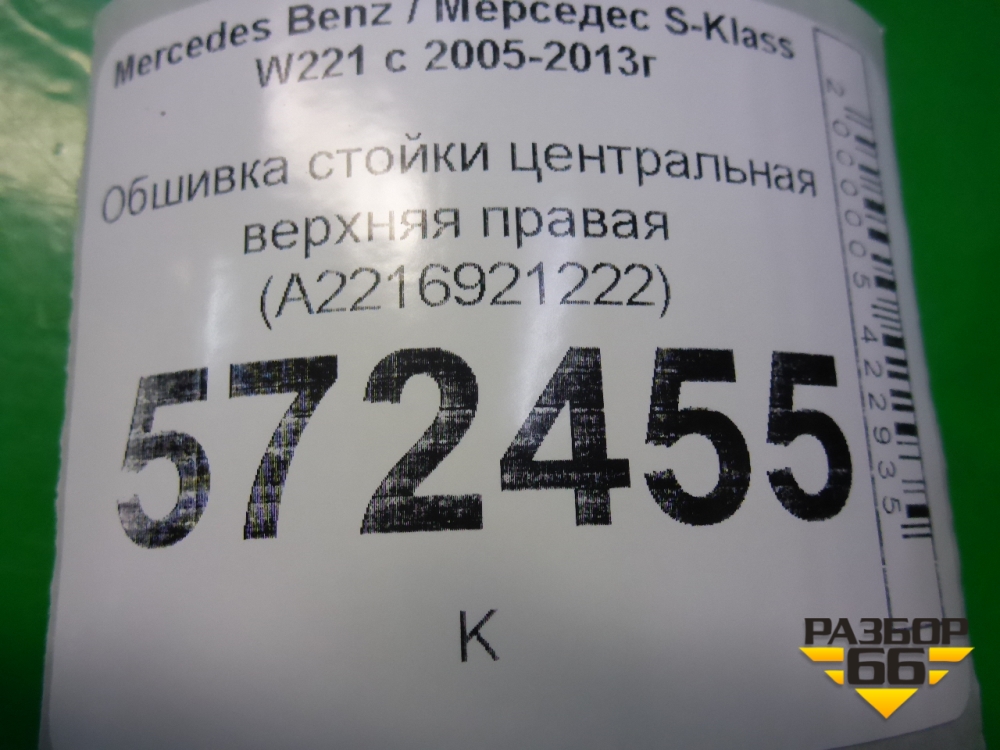 Mercedes Benz / Мерседес S-Klass
W221 с 2005-2013г
Обшивка стойки центральная
верхняя правая
(A2216921222)
572455
К
2000005422935
РАЗБОР
66